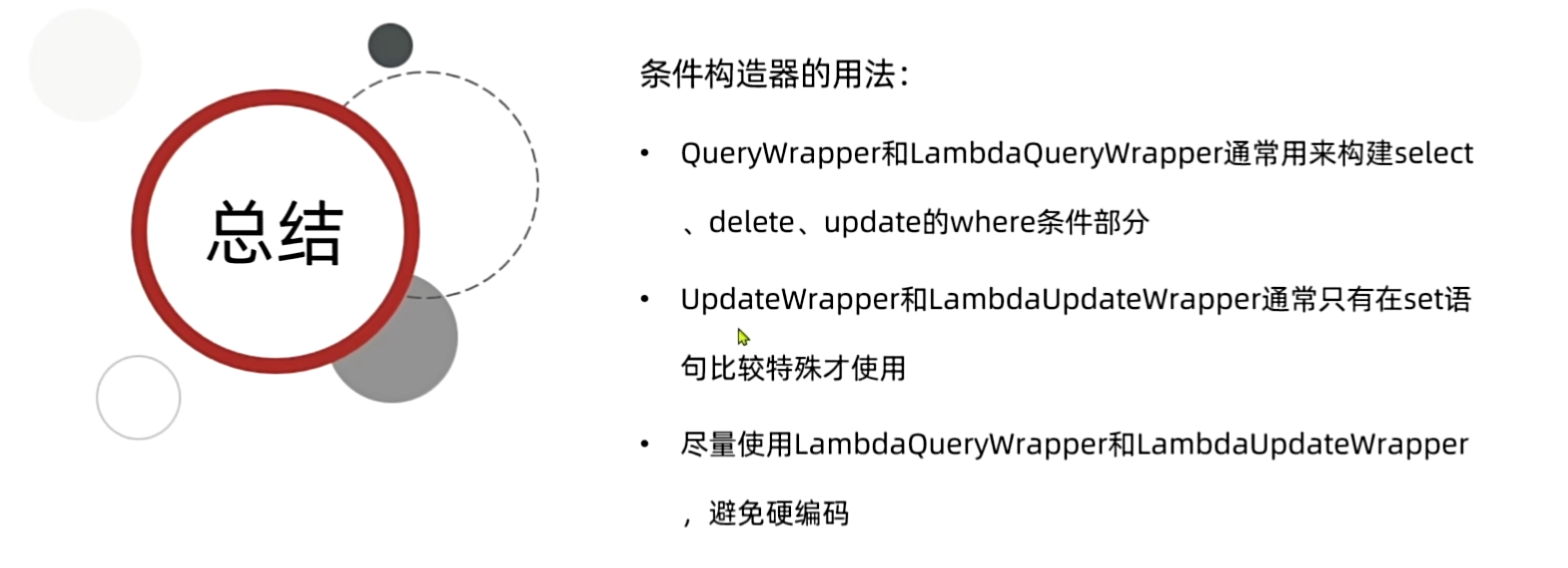 总结
条件构造器的用法：
• QueryWrapper和LambdaQueryWrapper通常用来构建select
、delete、update的where条件部分
• UpdateWrapper和LambdaUpdateWrapper通常只有在set语
句比较特殊才使用
• 尽量使用LambdaQueryWrapper和LambdaUpdateWrapper
，避免硬编码